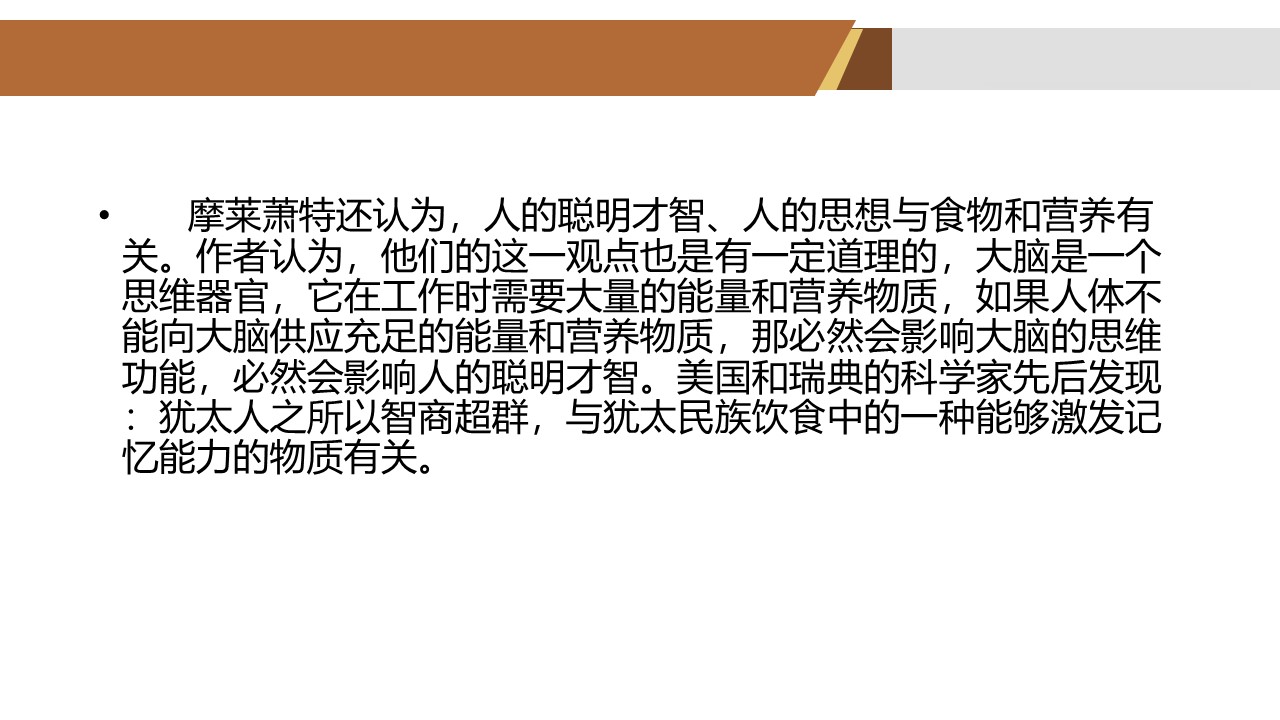 • 摩莱萧特还认为，人的聪明才智、人的思想与食物和营养有
关。作者认为，他们的这一观点也是有一定道理的，大脑是一个
思维器官，它在工作时需要大量的能量和营养物质，如果人体不
能向大脑供应充足的能量和营养物质，那必然会影响大脑的思维
功能，必然会影响人的聪明才智。美国和瑞典的科学家先后发现
：犹太人之所以智商超群，与犹太民族饮食中的一种能够激发记
忆能力的物质有关。